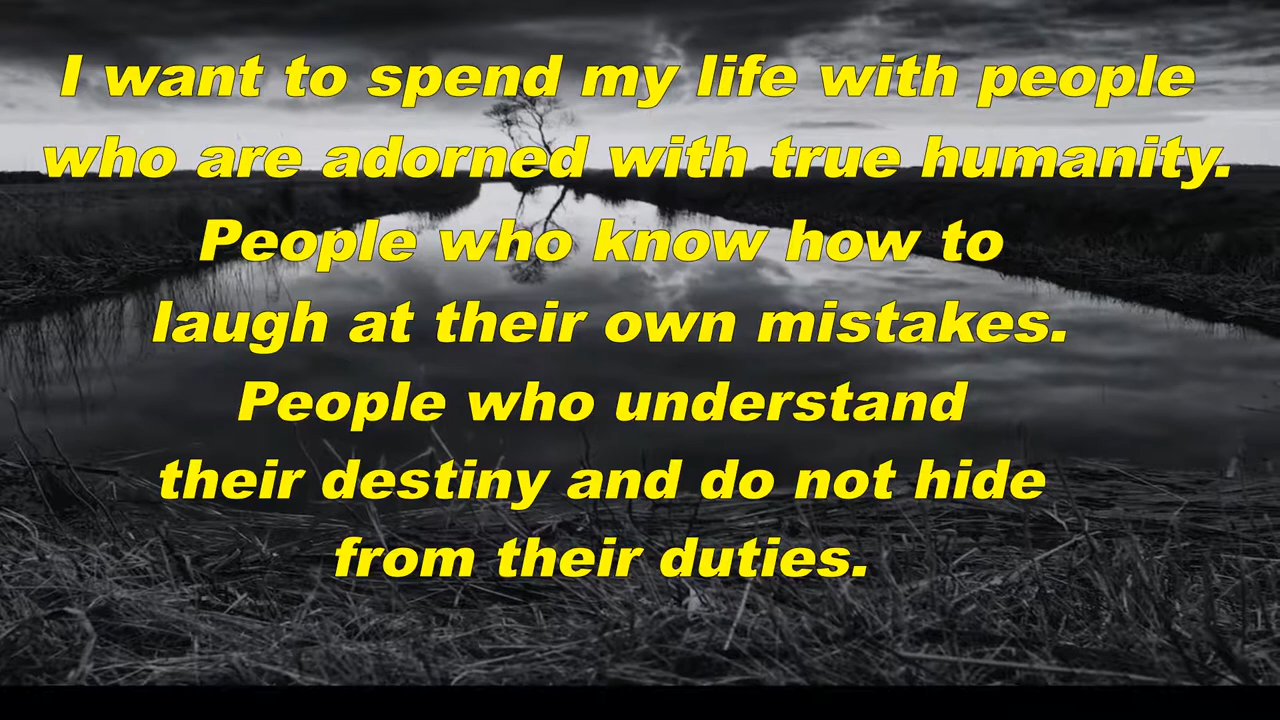 I want to spend my life with people
who are adorned with true humanity.
People who know how to
laugh at their own mistakes.
People who understand
their destiny and do not hide
from their duties.